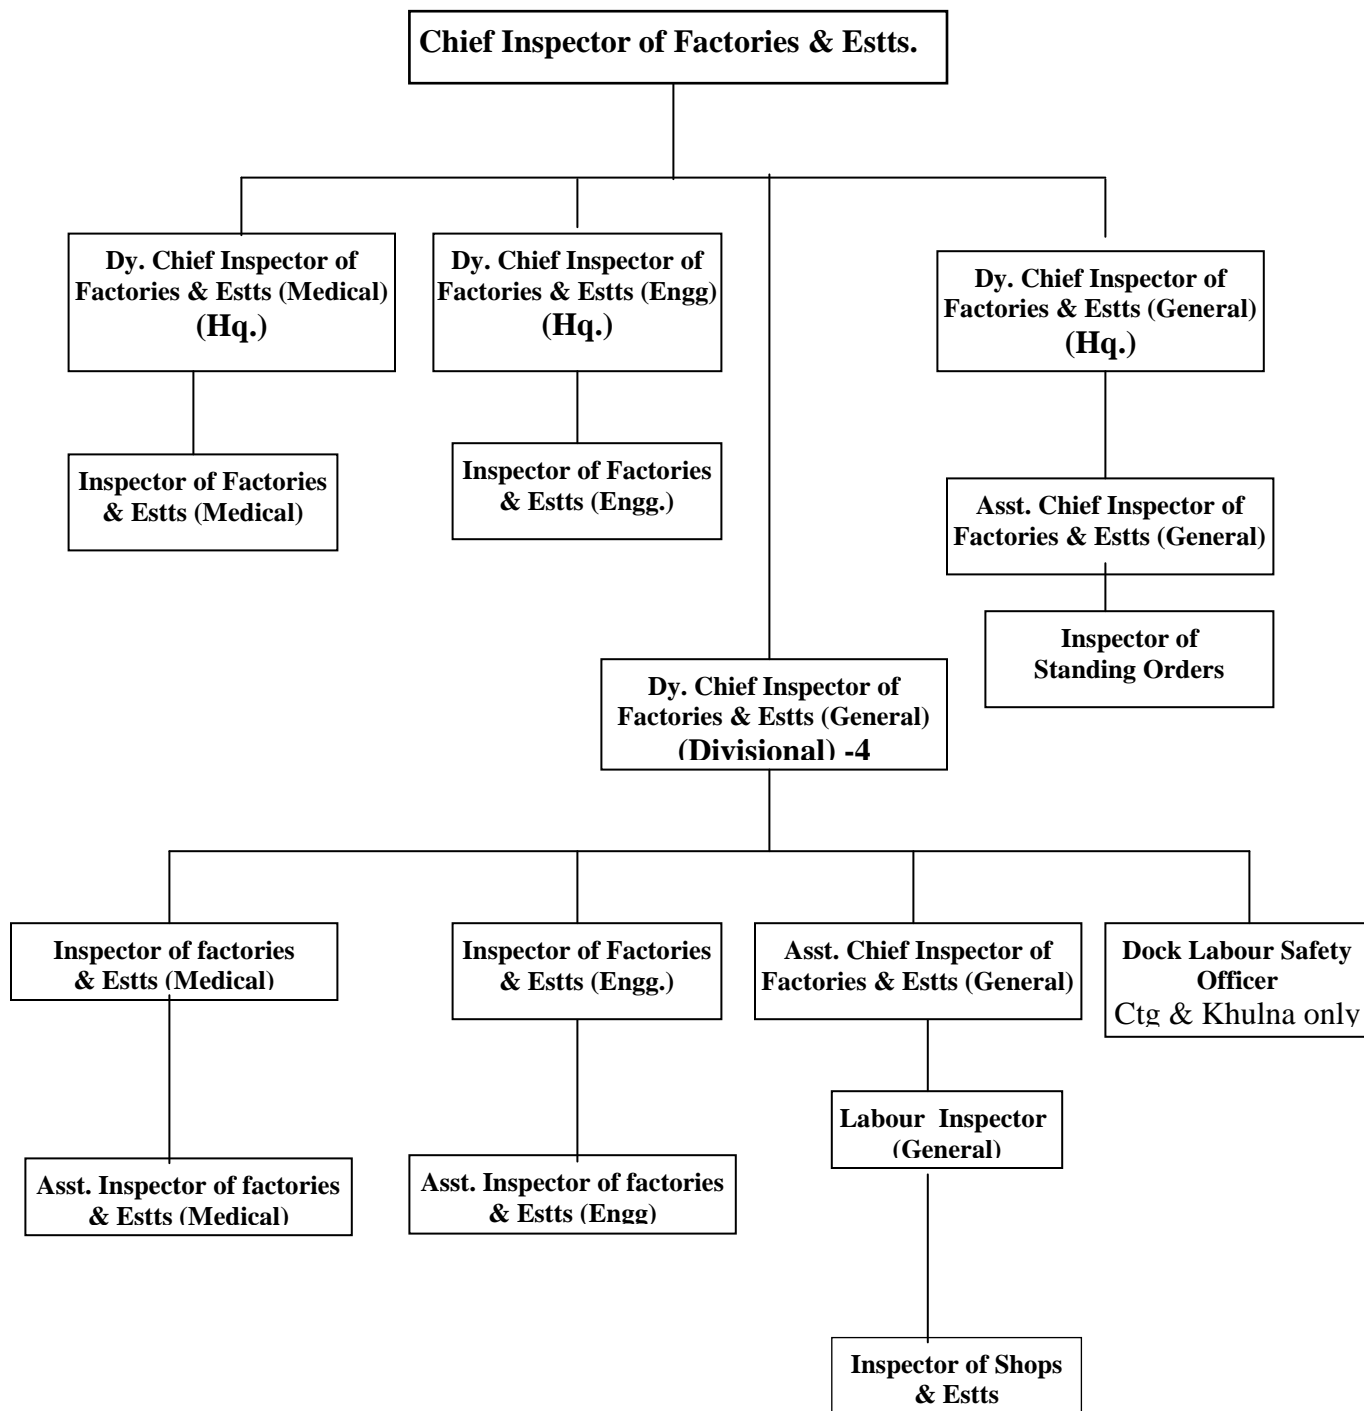 Chief Inspector of Factories & Estts.
Dy. Chief Inspector of
Factories & Estts (Medical)
(Hq.)
Dy. Chief Inspector of
Factories & Estts (Engg)
(Hq.)
Dy. Chief Inspector of
Factories & Estts (General)
(Hq.)
Inspector of Factories
& Estts (Medical)
Inspector of Factories
& Estts (Engg.)
Asst. Chief Inspector of
Factories & Estts (General)
Inspector of
Standing Orders
Dy. Chief Inspector of
Factories & Estts (General)
(Divisional) -4
Inspector of factories
& Estts (Medical)
Inspector of Factories
& Estts (Engg.)
Asst. Chief Inspector of
Factories & Estts (General)
Dock Labour Safety
Officer
Ctg & Khulna only
Labour Inspector
(General)
Asst. Inspector of factories
& Estts (Medical)
Asst. Inspector of factories
& Estts (Engg)
Inspector of Shops
& Estts